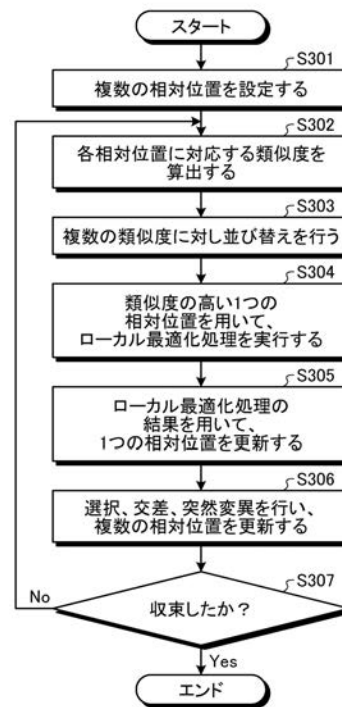 スタート
S301
複数の相対位置を設定する
S302
各相対位置に対応する類似度を
算出する
S303
複数の類似度に対し並び替えを行う
S304
類似度の高い1つの
相対位置を用いて、
ローカル最適化処理を実行する
S305
ローカル最適化処理の
結果を用いて、
1つの相対位置を更新する
S306
選択、交差、突然変異を行い、
複数の相対位置を更新する
S307
収束したか？
No
Yes
エンド